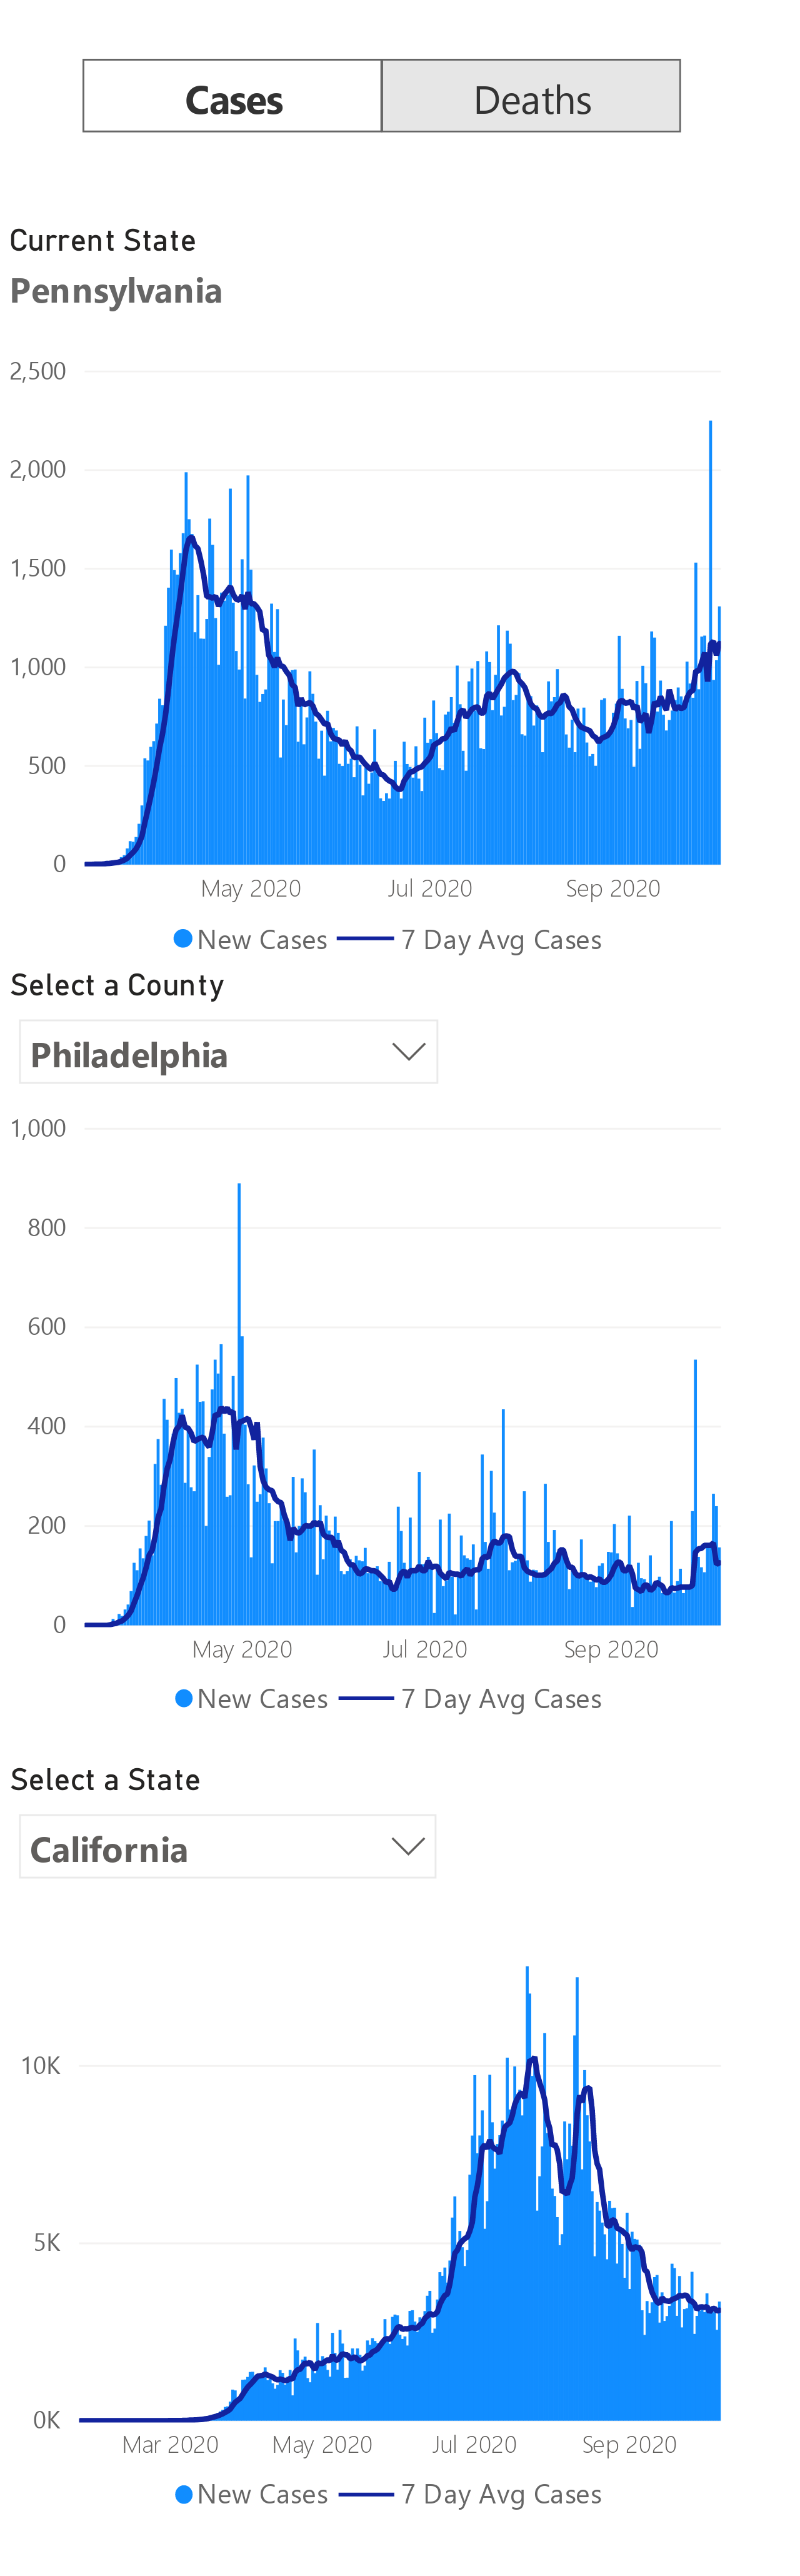 Cases Deaths
Current State
Pennsylvania
2,500
2,000
1,500
1,000
500
0
May 2020 Jul 2020 Sep 2020
New Cases 7 Day Avg Cases
Select a County
Philadelphia
1,000
800
600
400
200
0
May 2020 Jul 2020 Sep 2020
New Cases 7 Day Avg Cases
Select a State
California
10K
5K
0K
Mar 2020 May 2020 Jul 2020 Sep 2020
New Cases 7 Day Avg Cases